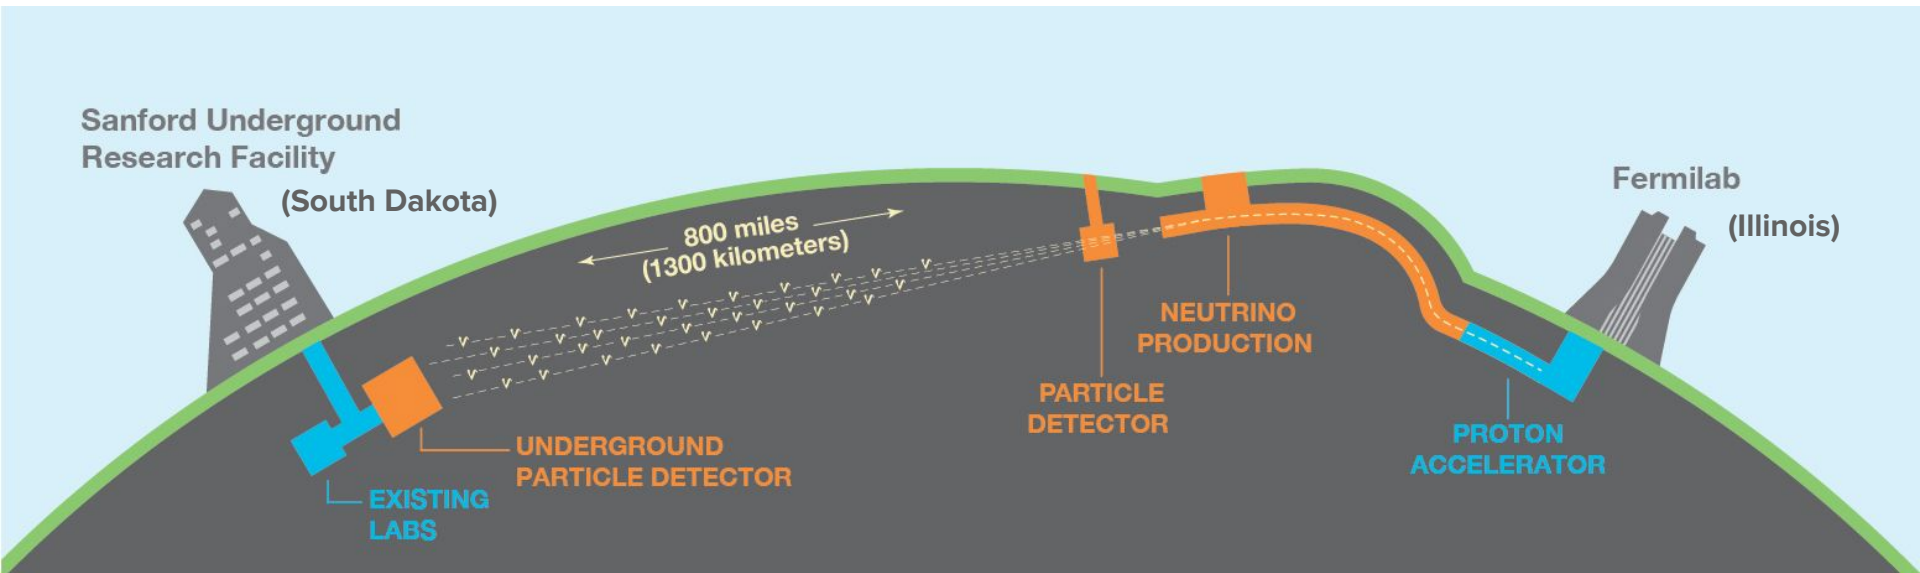 Sanford Underground
Research Facility
(South Dakota)
800 miles
(1300 kilometers)
Fermilab
(Illinois)
NEUTRINO
PRODUCTION
PARTICLE
DETECTOR
PROTON
ACCELERATOR
UNDERGROUND
PARTICLE DETECTOR
EXISTING
LABS